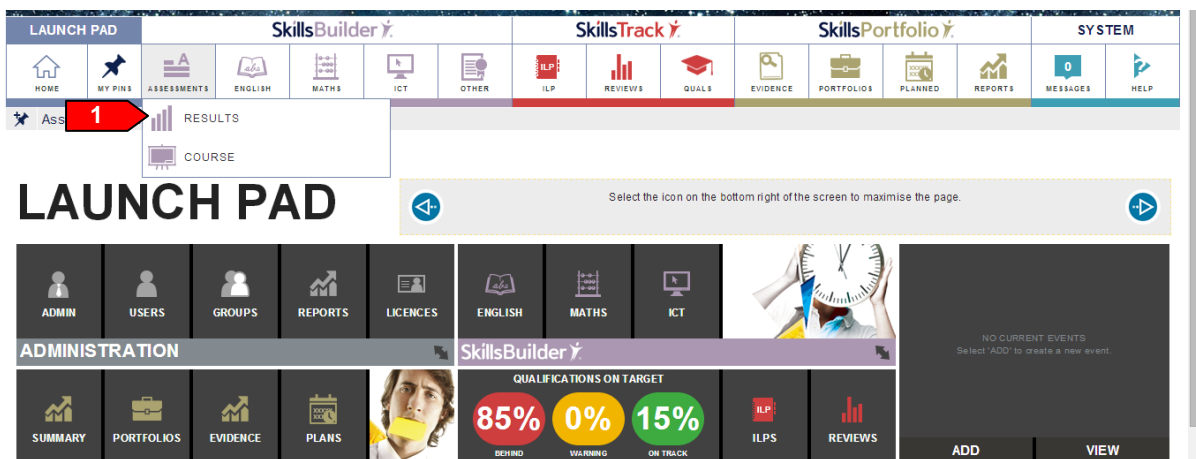 LAUNCH PAD SkillsBuilder SkillsTrack SkillsPortfolio SYSTEM
ILP 0
HOME MY PINS ASSESSMENTS ENGLISH MATHS ICT OTHER ILP REVIEWS QUALS EVIDENCE PORTFOLIOS PLANNED REPORTS MESSAGES HELP
Ass 1 RESULTS
COURSE
LAUNCH PAD
Select the icon on the bottom right of the screen to maximise the page.
ADMIN USERS GROUPS REPORTS LICENCES ENGLISH MATHS ICT
NO CURRENT EVENTS
Select 'ADD' to create a new event.
ADMINISTRATION SkillsBuilder
QUALIFICATIONS ON TARGET
85% 0% 15% ILP
SUMMARY PORTFOLIOS EVIDENCE PLANS ILPS REVIEWS
BEHIND WARNING ON TRACK ADD VIEW